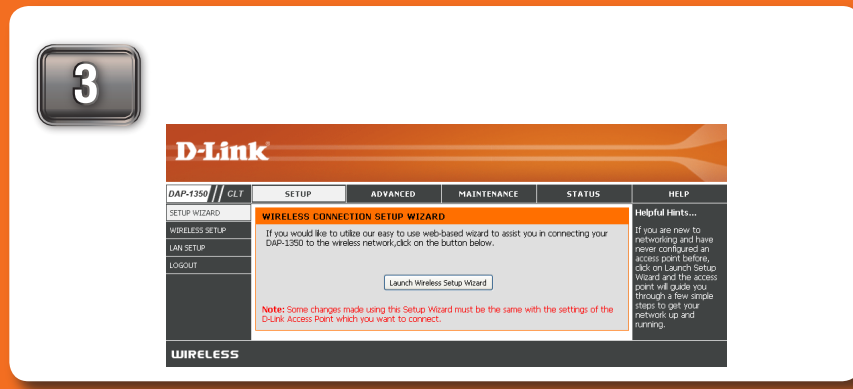 3
D-Link
DAP-1350 // CLT
SETUP
ADVANCED
MAINTENANCE
STATUS
HELP
SETUP WIZARD
WIRELESS SETUP
LAN SETUP
LOGOUT
WIRELESS CONNECTION SETUP WIZARD
If you would like to utilize our easy to use web-based wizard to assist you in connecting your
DAP-1350 to the wireless network,click on the button below.
Launch Wireless Setup Wizard
Note: Some changes made using this Setup Wizard must be the same with the settings of the
D-Link Access Point which you want to connect.
Helpful Hints...
If you are new to
networking and have
never configured an
access point before,
click on Launch Setup
Wizard and the access
point will guide you
through a few simple
steps to get your
network up and
running.
WIRELESS